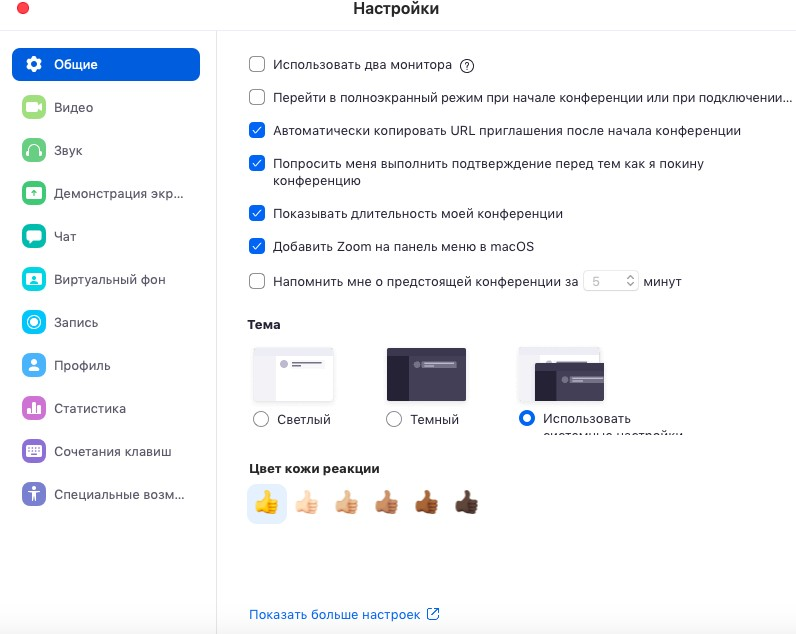 Настройки
Общие
Видео
Звук
Демонстрация экр...
Чат
Виртуальный фон
Запись
Профиль
Статистика
Сочетания клавиш
Специальные возм...
Использовать два монитора ?
Перейти в полноэкранный режим при начале конференции или при подключении...
Автоматически копировать URL приглашения после начала конференции
Попросить меня выполнить подтверждение перед тем как я покину
конференцию
Показывать длительность моей конференции
Добавить Zoom на панель меню в macOS
Напомнить мне о предстоящей конференции за 5 минут
Тема
Светлый
Темный
Использовать
системные настройки
Цвет кожи реакции
Показать больше настроек